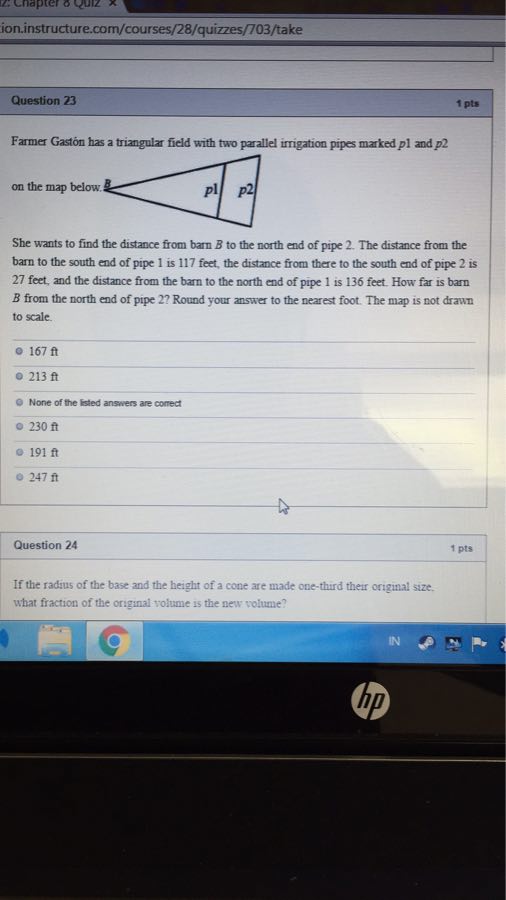 z: Chapter 8 Quiz ×
ion.instructure.com/courses/28/quizzes/703/take
Question 23
1 pts
Farmer Gastón has a triangular field with two parallel irrigation pipes marked p1 and p2
on the map below. B p1 p2
She wants to find the distance from barn B to the north end of pipe 2. The distance from the
barn to the south end of pipe 1 is 117 feet, the distance from there to the south end of pipe 2 is
27 feet, and the distance from the barn to the north end of pipe 1 is 136 feet. How far is barn
B from the north end of pipe 2? Round your answer to the nearest foot. The map is not drawn
to scale.
167 ft
213 ft
None of the listed answers are correct
230 ft
191 ft
247 ft
Question 24
1 pts
If the radius of the base and the height of a cone are made one-third their original size,
what fraction of the original volume is the new volume?
IN
hp